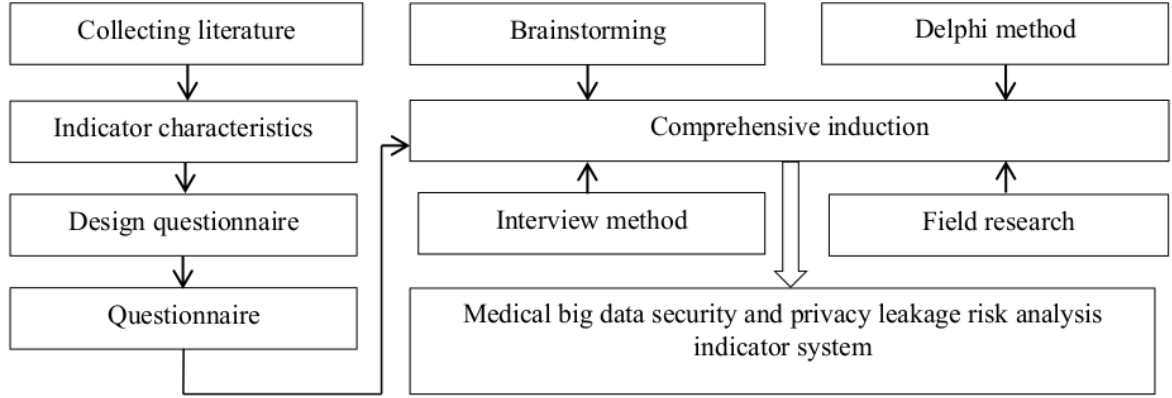 Collecting literature
Indicator characteristics
Design questionnaire
Questionnaire
Brainstorming
Delphi method
Comprehensive induction
Interview method
Field research
Medical big data security and privacy leakage risk analysis
indicator system